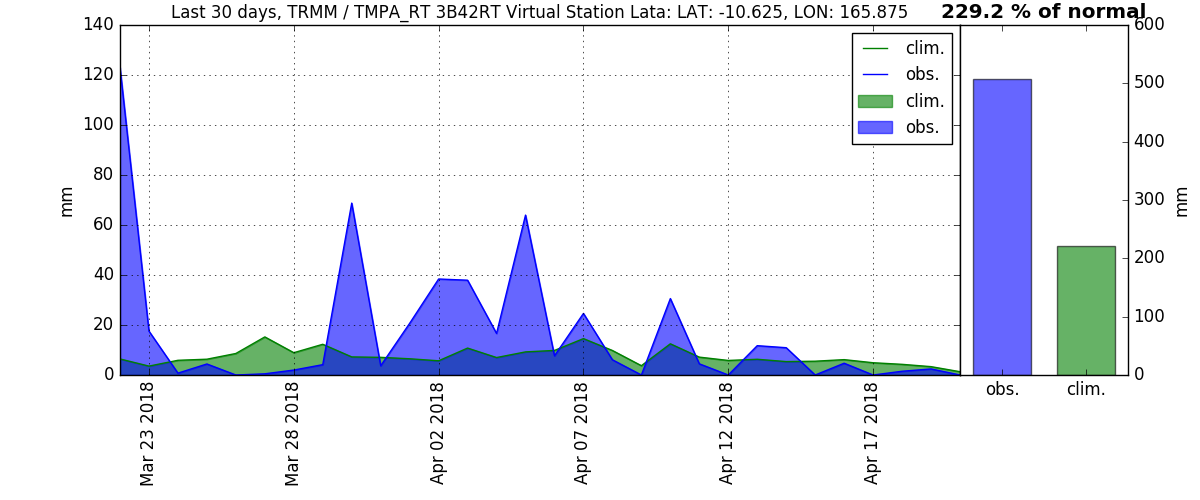 Last 30 days, TRMM / TMPA_RT 3B42RT Virtual Station Lata: LAT: -10.625, LON: 165.875
229.2 % of normal
140
120
100
80
60
40
20
0
mm
clim.
obs.
clim.
obs.
Mar 23 2018
Mar 28 2018
Apr 02 2018
Apr 07 2018
Apr 12 2018
Apr 17 2018
600
500
400
300
200
100
0
mm
obs.
clim.